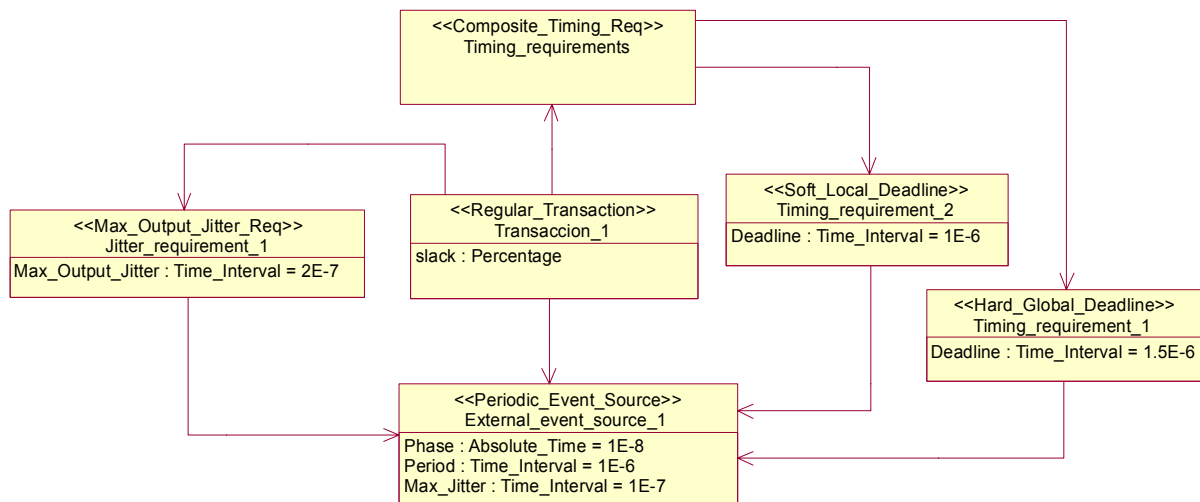 <<Composite_Timing_Req>>
Timing_requirements
<<Max_Output_Jitter_Req>>
Jitter_requirement_1
Max_Output_Jitter : Time_Interval = 2E-7
<<Regular_Transaction>>
Transaccion_1
slack : Percentage
<<Soft_Local_Deadline>>
Timing_requirement_2
Deadline : Time_Interval = 1E-6
<<Hard_Global_Deadline>>
Timing_requirement_1
Deadline : Time_Interval = 1.5E-6
<<Periodic_Event_Source>>
External_event_source_1
Phase : Absolute_Time = 1E-8
Period : Time_Interval = 1E-6
Max_Jitter : Time_Interval = 1E-7